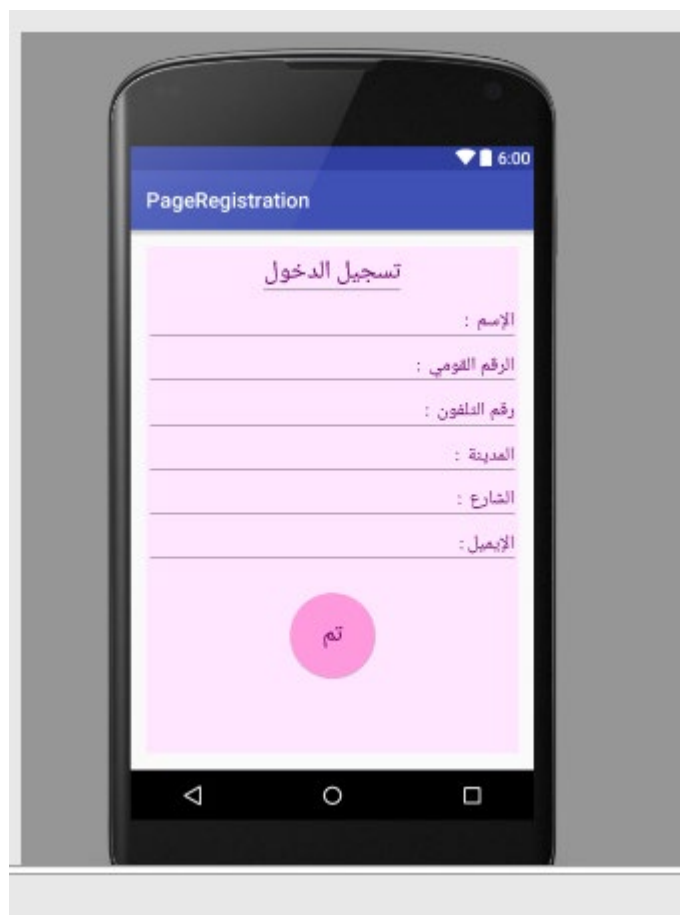 6:00
PageRegistration
تسجيل الدخول
الإسم :
الرقم القومي :
رقم التلفون :
المدينة :
الشارع :
الإيميل :
تم